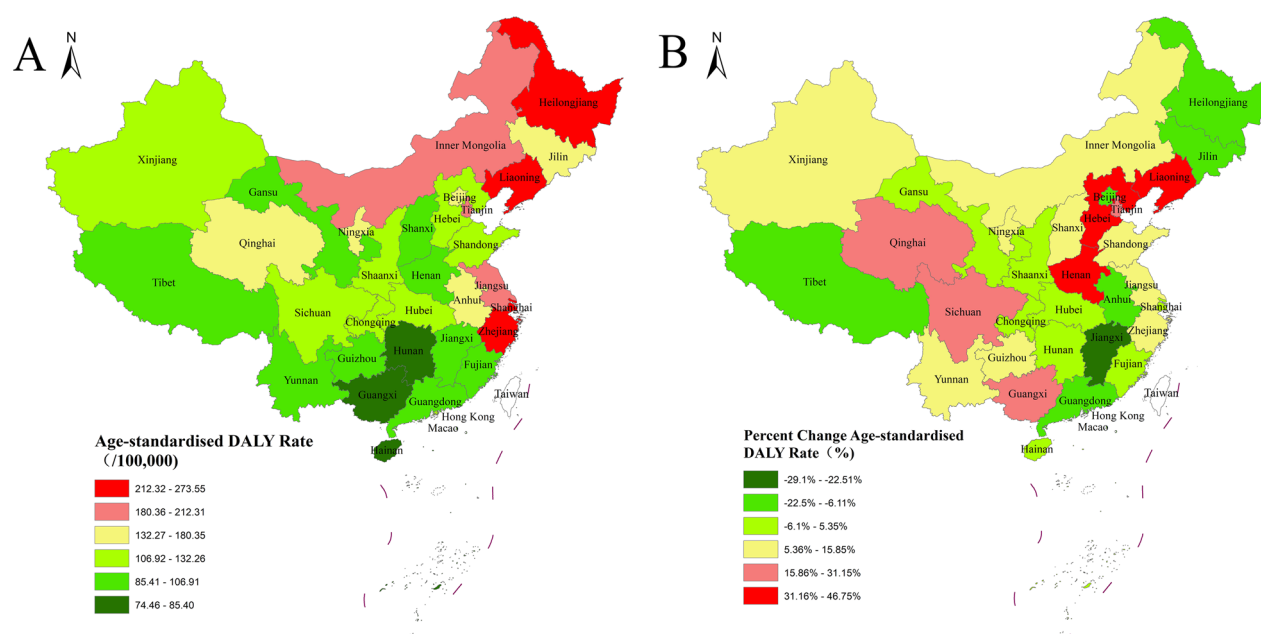 A
N
Heilongjiang
Inner Mongolia
Jilin
Xinjiang
Liaoning
Gansu
Beijing
Tianjin
Hebei
Ningxia
Shanxi
Shandong
Qinghai
Shaanxi
Henan
Tibet
Jiangsu
Anhui
Shanghai
Sichuan
Hubei
Chongqing
Zhejiang
Hunan
Jiangxi
Guizhou
Fujian
Yunnan
Guangxi
Guangdong
Taiwan
Hong Kong
Macao
Hainan
Age-standardised DALY Rate
(/100,000)
212.32 - 273.55
180.36 - 212.31
132.27 - 180.35
106.92 - 132.26
85.41 - 106.91
74.46 - 85.40
B
N
Heilongjiang
Inner Mongolia
Jilin
Xinjiang
Liaoning
Gansu
Beijing
Tianjin
Hebei
Ningxia
Shanxi
Shandong
Qinghai
Shaanxi
Henan
Tibet
Jiangsu
Anhui
Shanghai
Sichuan
Hubei
Chongqing
Zhejiang
Hunan
Jiangxi
Guizhou
Fujian
Yunnan
Guangxi
Guangdong
Taiwan
Hong Kong
Macao
Hainan
Percent Change Age-standardised
DALY Rate (%)
-29.1% - -22.51%
-22.5% - -6.11%
-6.1% - 5.35%
5.36% - 15.85%
15.86% - 31.15%
31.16% - 46.75%